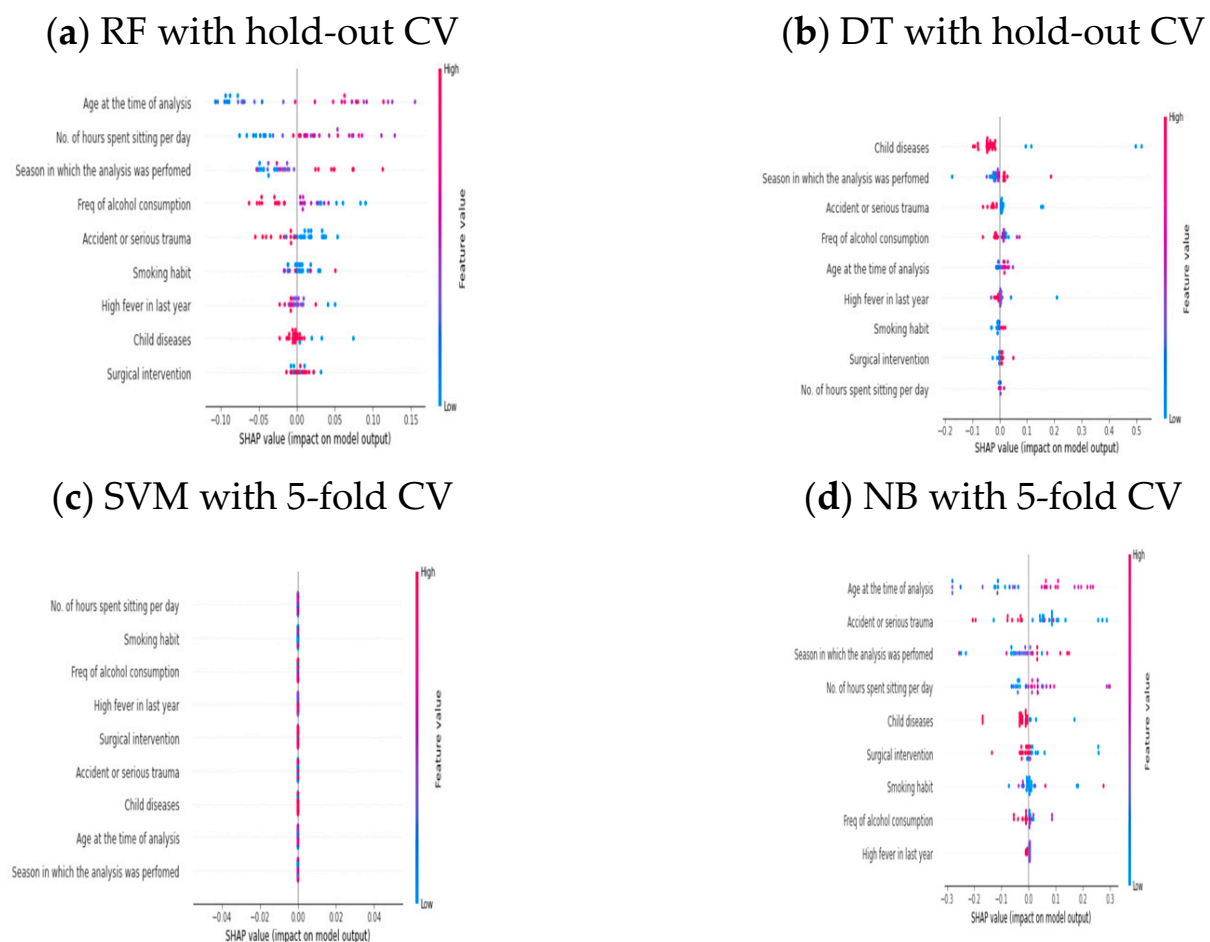 (a) RF with hold-out CV
High
Age at the time of analysis
No. of hours spent sitting per day
Season in which the analysis was perfomed
Freq of alcohol consumption
Accident or serious trauma
Smoking habit
High fever in last year
Child diseases
Surgical intervention
Feature value
Low
−0.10 −0.05 0.00 0.05 0.10 0.15
SHAP value (impact on model output)
(b) DT with hold-out CV
High
Child diseases
Season in which the analysis was perfomed
Accident or serious trauma
Freq of alcohol consumption
Age at the time of analysis
High fever in last year
Smoking habit
Surgical intervention
No. of hours spent sitting per day
Feature value
Low
−0.2 −0.1 0.0 0.1 0.2 0.3 0.4 0.5
SHAP value (impact on model output)
(c) SVM with 5-fold CV
High
No. of hours spent sitting per day
Smoking habit
Freq of alcohol consumption
High fever in last year
Surgical intervention
Accident or serious trauma
Child diseases
Age at the time of analysis
Season in which the analysis was perfomed
Feature value
Low
−0.04 −0.02 0.00 0.02 0.04
SHAP value (impact on model output)
(d) NB with 5-fold CV
High
Age at the time of analysis
Accident or serious trauma
Season in which the analysis was perfomed
No. of hours spent sitting per day
Child diseases
Surgical intervention
Smoking habit
Freq of alcohol consumption
High fever in last year
Feature value
Low
−0.3 −0.2 −0.1 0.0 0.1 0.2 0.3
SHAP value (impact on model output)